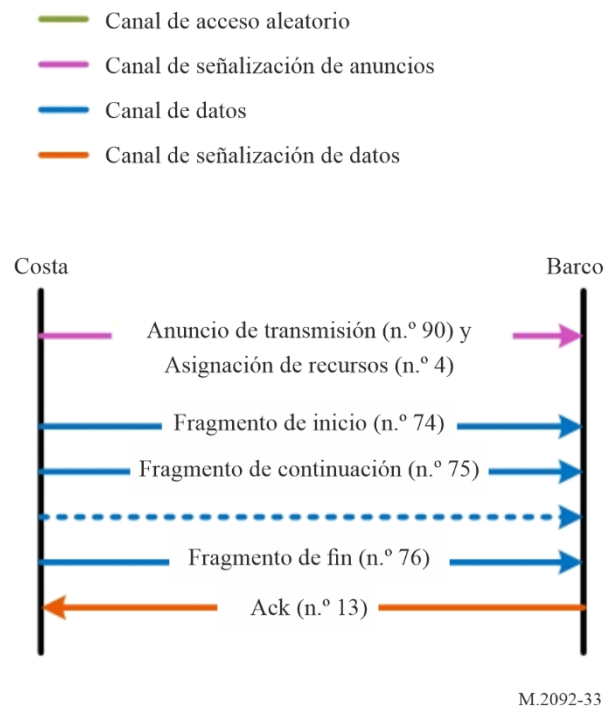 Canal de acceso aleatorio
Canal de señalización de anuncios
Canal de datos
Canal de señalización de datos
Costa
Barco
Anuncio de transmisión (n.º 90) y
Asignación de recursos (n.º 4)
Fragmento de inicio (n.º 74)
Fragmento de continuación (n.º 75)
Fragmento de fin (n.º 76)
Ack (n.º 13)
M.2092-33